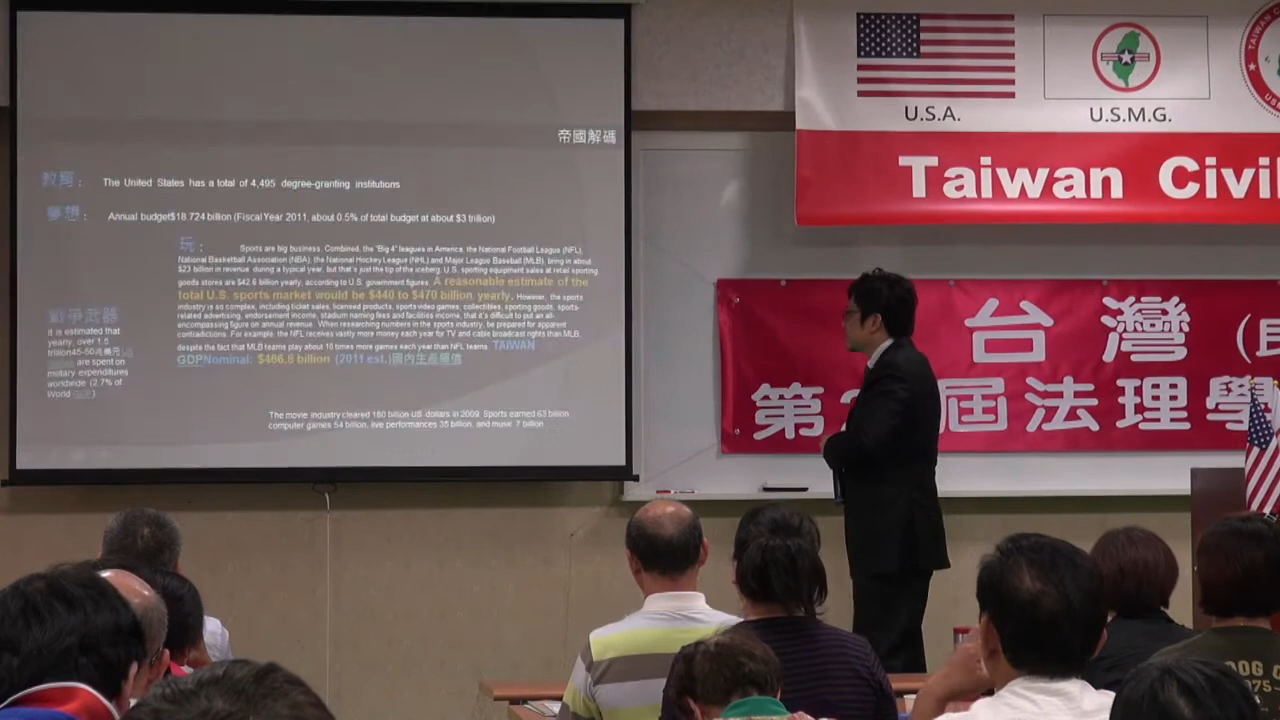 帝國解碼
教育： The United States has a total of 4,495 degree-granting institutions
夢想： Annual budget$18.724 billion (Fiscal Year 2011, about 0.5% of total budget at about $3 trillion)
玩： Sports are big business. Combined, the "Big 4" leagues in America, the National Football League (NFL),
National Basketball Association (NBA), the National Hockey League (NHL) and Major League Baseball (MLB), bring in about
$23 billion in revenue during a typical year, but that's just the tip of the iceberg. U.S. sporting equipment sales at retail sporting
goods stores are $42.6 billion yearly, according to U.S. government figures. A reasonable estimate of the
total U.S. sports market would be $440 to $470 billion yearly. However, the sports
industry is so complex, including ticket sales, licensed products, sports video games, collectibles, sporting goods, sports-
related advertising, endorsement income, stadium naming fees and facilities income, that it's difficult to put an all-
encompassing figure on annual revenue. When researching numbers in the sports industry, be prepared for apparent
contradictions. For example, the NFL receives vastly more money each year for TV and cable broadcast rights than MLB,
despite the fact that MLB teams play about 10 times more games each year than NFL teams. TAIWAN
GDPNominal: $466.8 billion (2011 est.)國內生產總值
戰爭武器
it is estimated that
yearly, over 1.5
trillion45-50兆美元
are spent on
military expenditures
worldwide (2.7% of
World
The movie industry cleared 180 billion US dollars in 2009. Sports earned 63 billion,
computer games 54 billion, live performances 35 billion, and music 7 billion
U.S.A.
U.S.M.G.
TAIWAN C
US
Taiwan Civil
台灣 (民
第2 屆法理學
OG
75